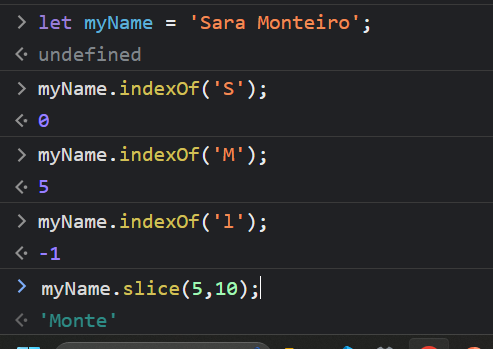 > let myName = 'Sara Monteiro';
undefined
> myName.indexOf('S');
0
> myName.indexOf('M');
5
> myName.indexOf('l');
-1
> myName.slice(5,10);
'Monte'